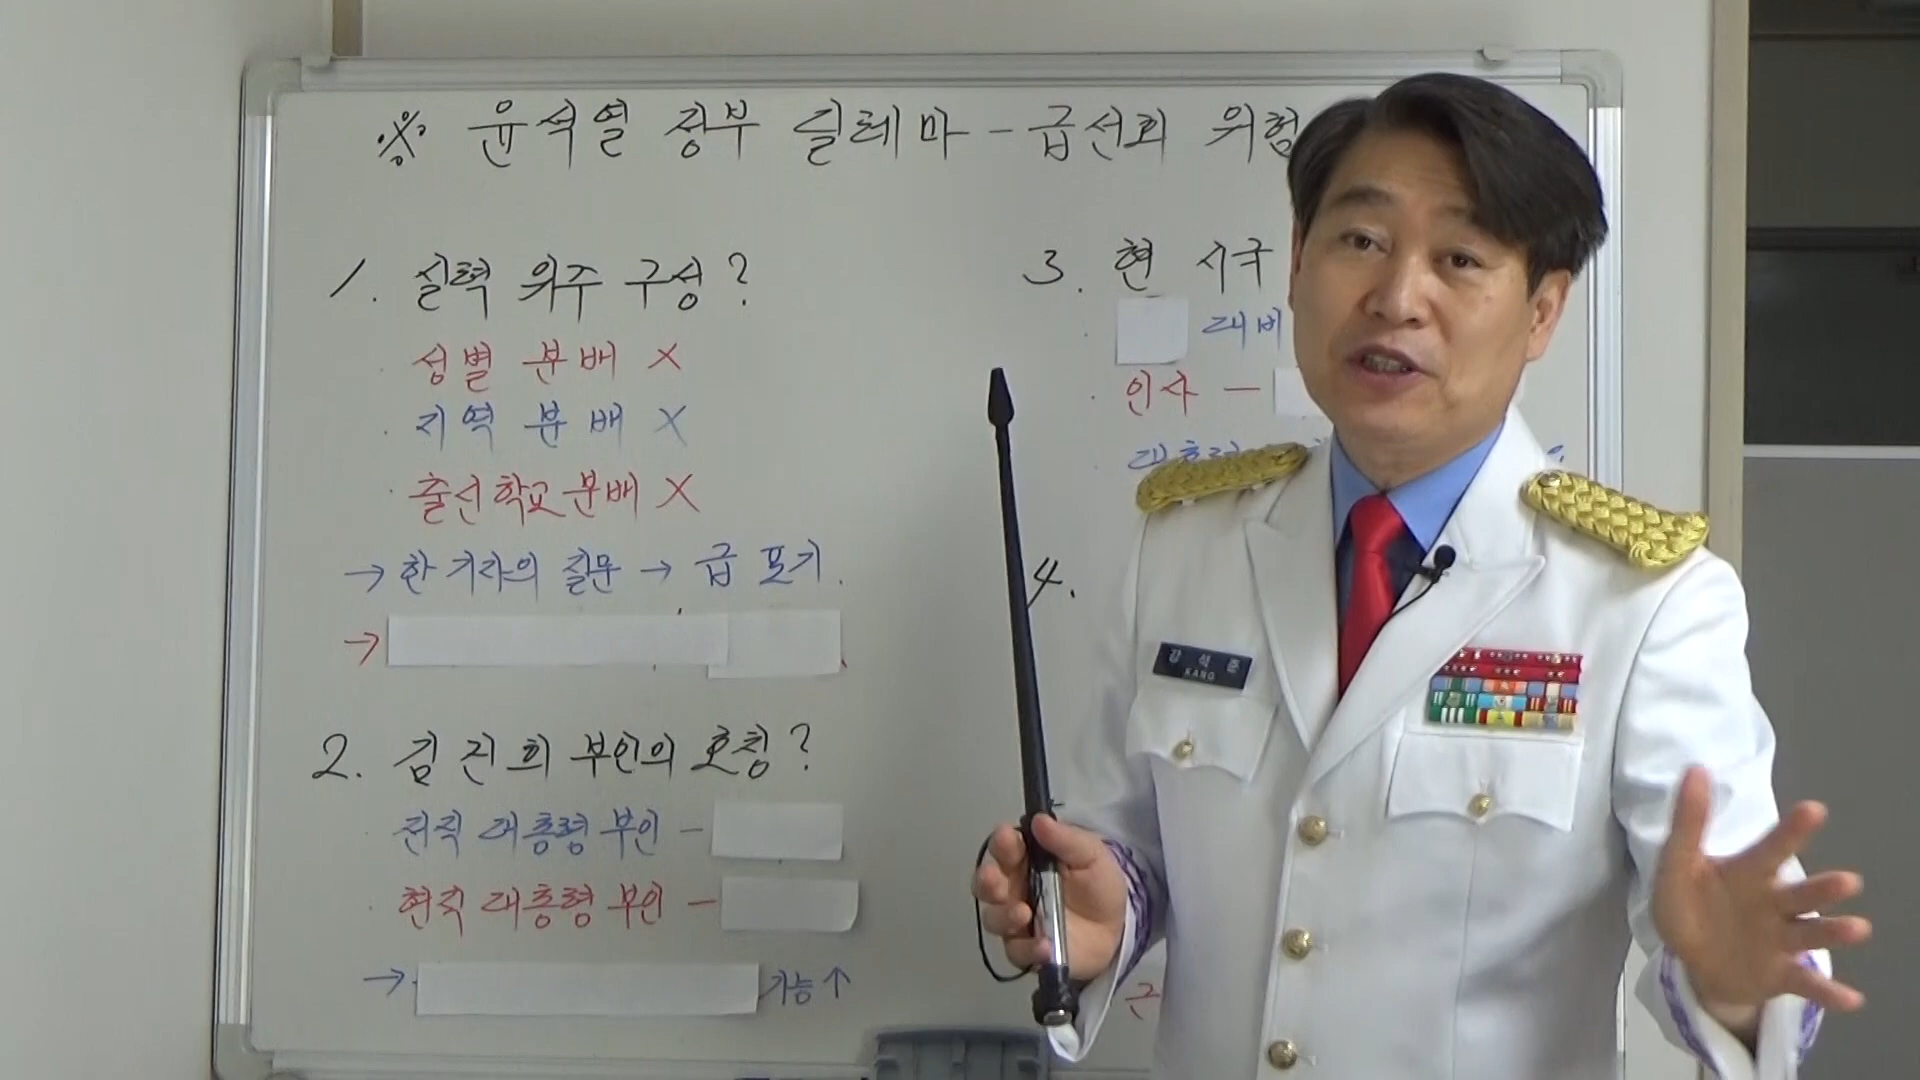 ※ 윤석열 정부 딜레마 - 급선회 위험
1. 실력 위주 구성?
· 성별 분배 X
· 지역 분배 X
· 출신학교 분배 X
→ 한 기자의 질문 → 급 포기.
→
2. 김진희 부인의 호칭?
· 전직 대통령 부인 -
· 현직 대통령 부인 -
→ 가능 ↑
3. 현 시국
· 대비
· 인사 -
4.
강석준
KANG